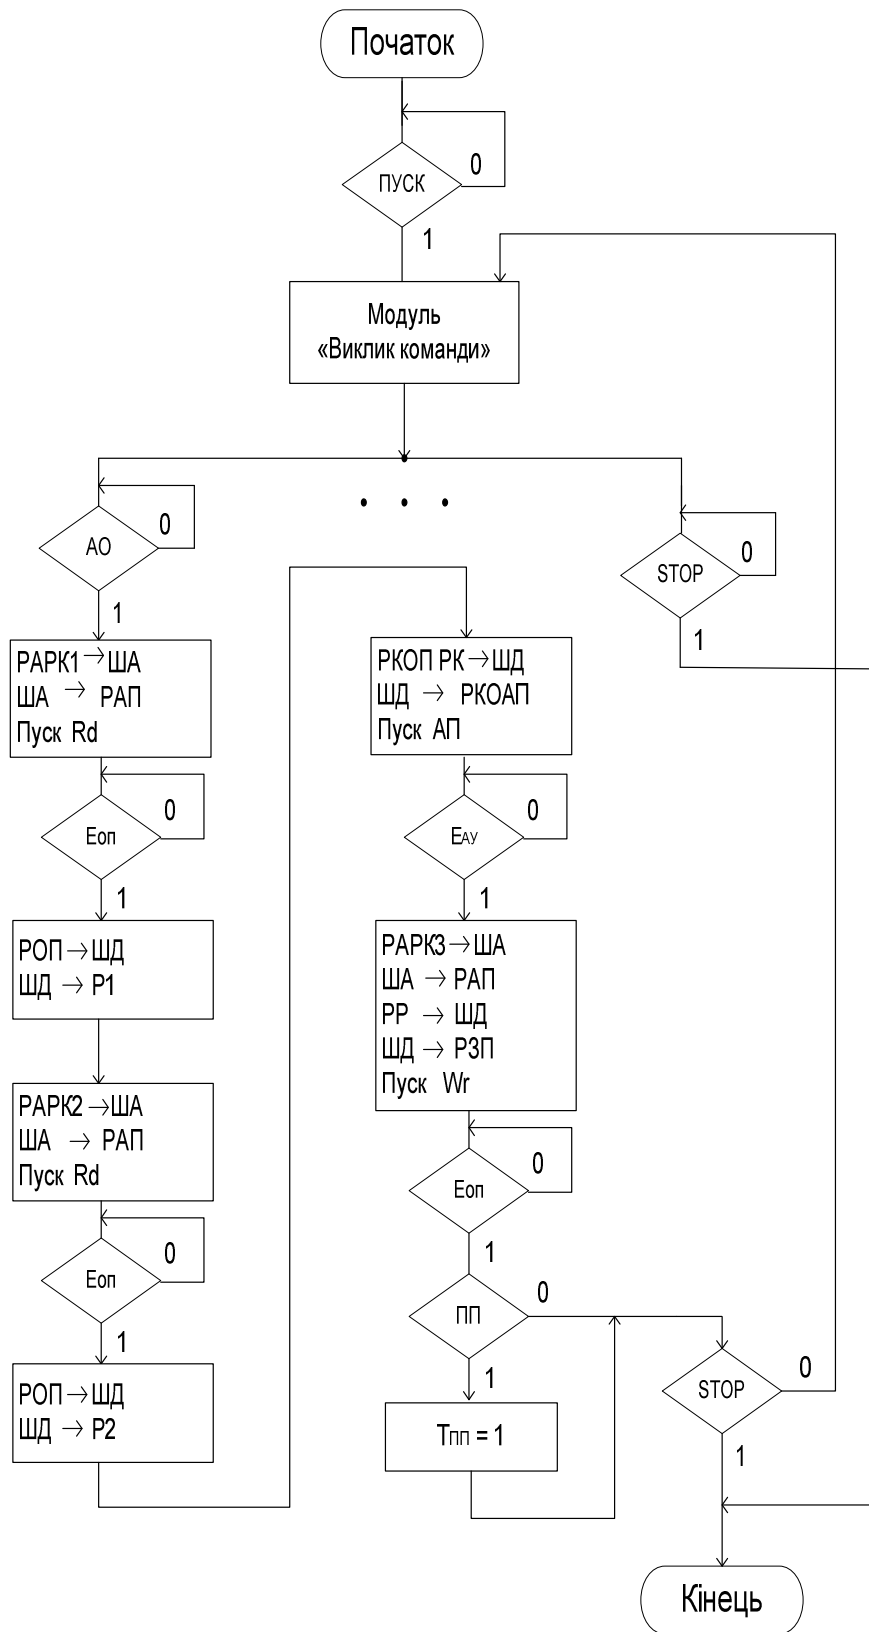 Початок
ПУСК
0
1
Модуль
«Виклик команди»
АО
0
1
РАРК1 → ША
ША → РАП
Пуск Rd
Еоп
0
1
РОП → ШД
ШД → Р1
РАРК2 → ША
ША → РАП
Пуск Rd
Еоп
0
1
РОП → ШД
ШД → Р2
РКОП РК → ШД
ШД → РКОАП
Пуск АП
ЕАУ
0
1
РАРК3 → ША
ША → РАП
РР → ШД
ШД → РЗП
Пуск Wr
Еоп
0
1
ПП
0
1
ТПП = 1
STOP
0
1
STOP
0
1
Кінець